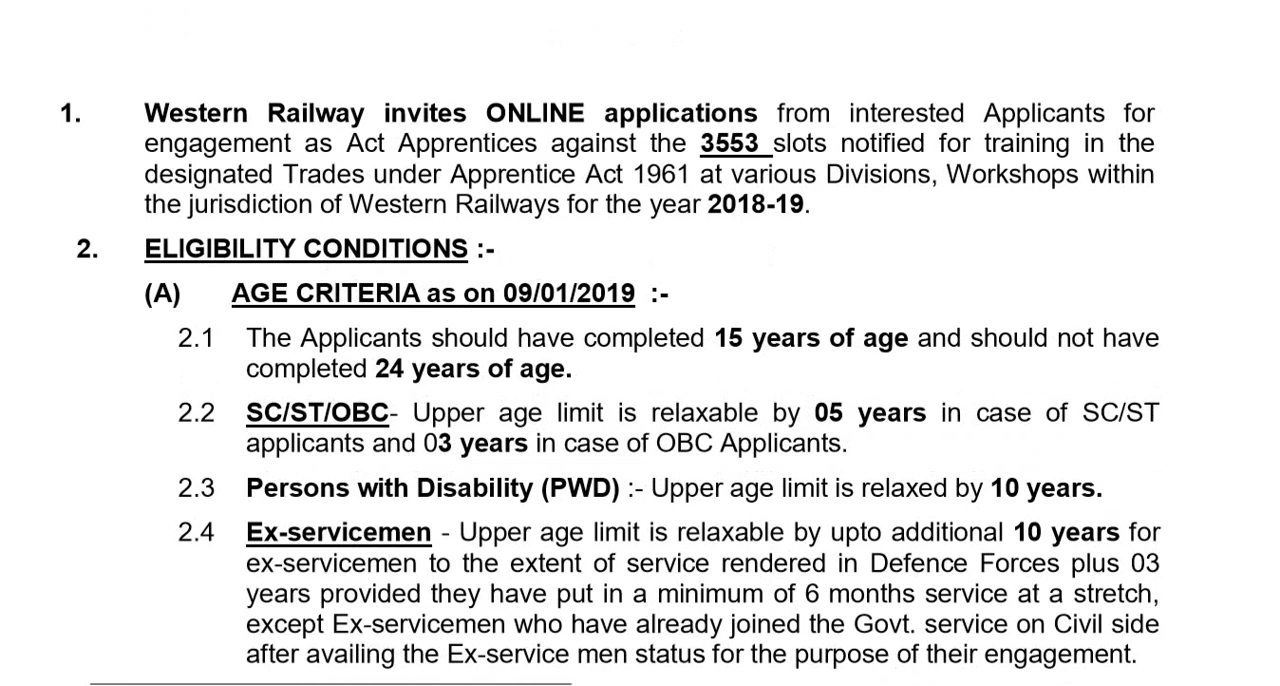 1. Western Railway invites ONLINE applications from interested Applicants for
engagement as Act Apprentices against the 3553 slots notified for training in the
designated Trades under Apprentice Act 1961 at various Divisions, Workshops within
the jurisdiction of Western Railways for the year 2018-19.
2. ELIGIBILITY CONDITIONS :-
(A) AGE CRITERIA as on 09/01/2019 :-
2.1 The Applicants should have completed 15 years of age and should not have
completed 24 years of age.
2.2 SC/ST/OBC- Upper age limit is relaxable by 05 years in case of SC/ST
applicants and 03 years in case of OBC Applicants.
2.3 Persons with Disability (PWD) :- Upper age limit is relaxed by 10 years.
2.4 Ex-servicemen - Upper age limit is relaxable by upto additional 10 years for
ex-servicemen to the extent of service rendered in Defence Forces plus 03
years provided they have put in a minimum of 6 months service at a stretch,
except Ex-servicemen who have already joined the Govt. service on Civil side
after availing the Ex-service men status for the purpose of their engagement.